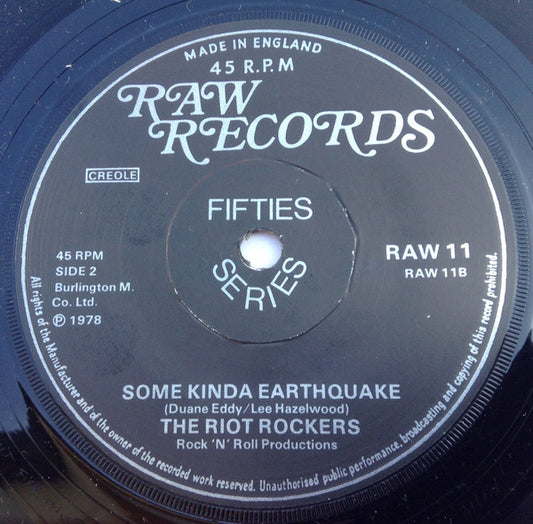 MADE IN ENGLAND
45 R.P.M
RAW
RECORDS
CREOLE
FIFTIES
SERIES
45 RPM
SIDE 2
Burlington M.
Co. Ltd.
℗ 1978
RAW 11
RAW 11B
SOME KINDA EARTHQUAKE
(Duane Eddy/Lee Hazelwood)
THE RIOT ROCKERS
Rock 'N' Roll Productions
All rights of the Manufacturer and of the owner of the recorded work reserved. Unauthorised public performance, broadcasting and copying of this record prohibited.